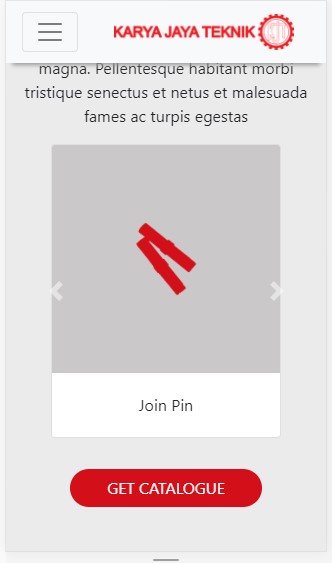 KARYA JAYA TEKNIK
magna. Pellentesque habitant morbi
tristique senectus et netus et malesuada
fames ac turpis egestas
Join Pin
GET CATALOGUE